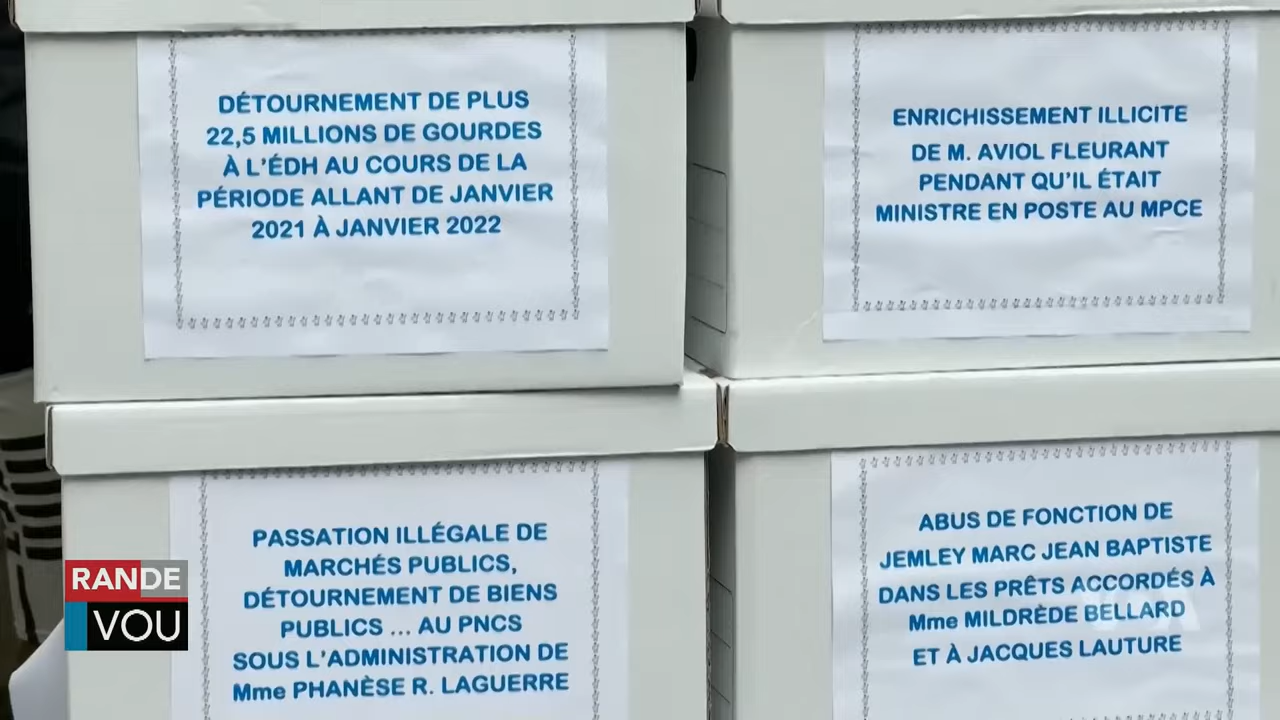 DÉTOURNEMENT DE PLUS
22,5 MILLIONS DE GOURDES
À L'ÉDH AU COURS DE LA
PÉRIODE ALLANT DE JANVIER
2021 À JANVIER 2022
ENRICHISSEMENT ILLICITE
DE M. AVIOL FLEURANT
PENDANT QU'IL ÉTAIT
MINISTRE EN POSTE AU MPCE
PASSATION ILLÉGALE DE
MARCHÉS PUBLICS,
DÉTOURNEMENT DE BIENS
PUBLICS ... AU PNCS
SOUS L'ADMINISTRATION DE
Mme PHANÈSE R. LAGUERRE
ABUS DE FONCTION DE
JEMLEY MARC JEAN BAPTISTE
DANS LES PRÊTS ACCORDÉS À
Mme MILDRÈDE BELLARD
ET À JACQUES LAUTURE
RANDE
VOU
VOA